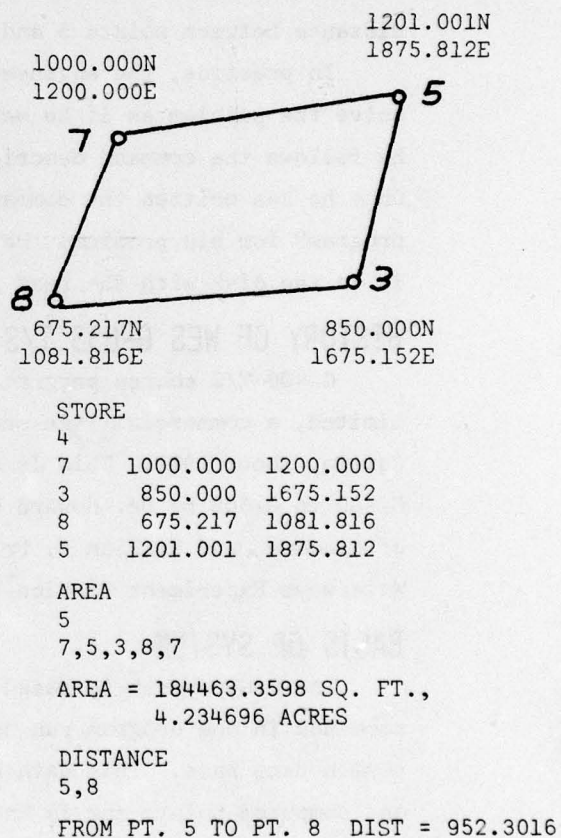 1201.001N
1875.812E
1000.000N
1200.000E
5
7
8
3
675.217N
1081.816E
850.000N
1675.152E
STORE
4
7 1000.000 1200.000
3 850.000 1675.152
8 675.217 1081.816
5 1201.001 1875.812
AREA
5
7,5,3,8,7
AREA = 184463.3598 SQ. FT.,
4.234696 ACRES
DISTANCE
5,8
FROM PT. 5 TO PT. 8 DIST = 952.3016